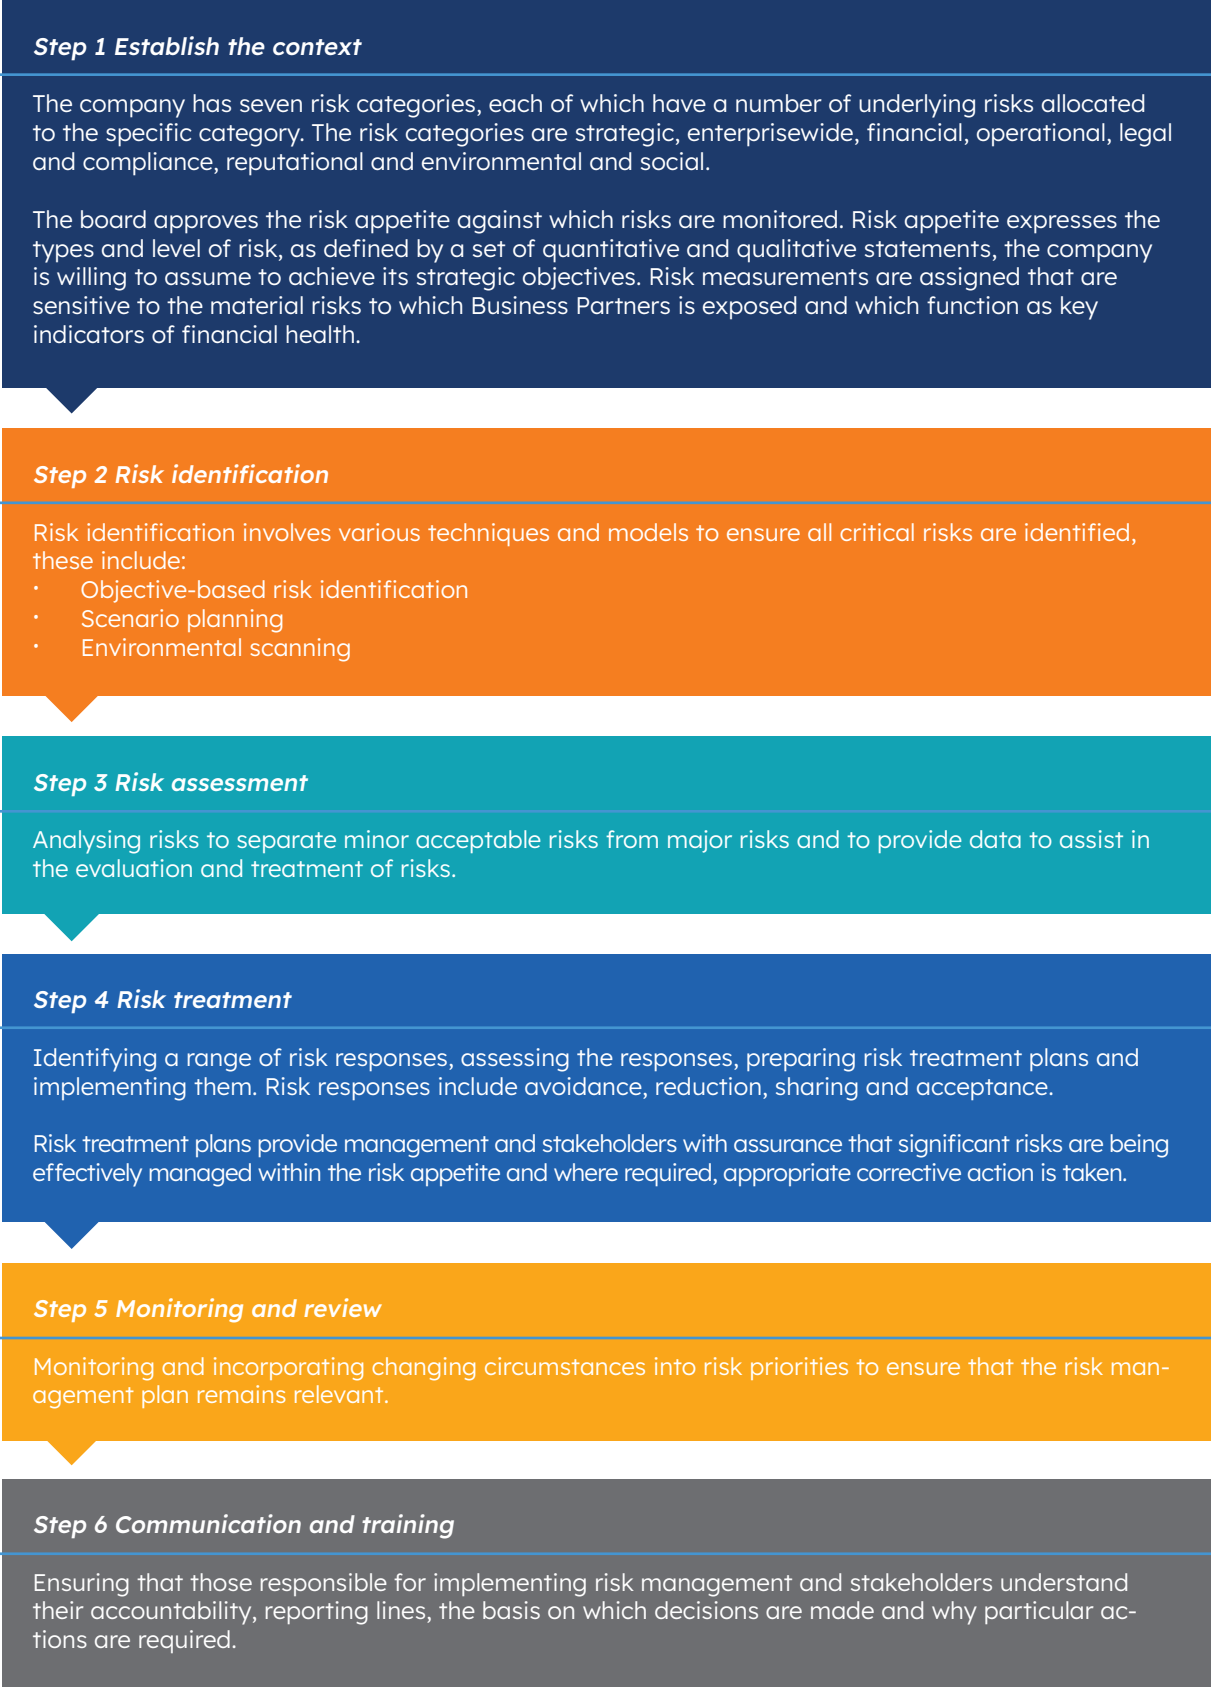 Step 1 Establish the context
The company has seven risk categories, each of which have a number of underlying risks allocated
to the specific category. The risk categories are strategic, enterprisewide, financial, operational, legal
and compliance, reputational and environmental and social.
The board approves the risk appetite against which risks are monitored. Risk appetite expresses the
types and level of risk, as defined by a set of quantitative and qualitative statements, the company
is willing to assume to achieve its strategic objectives. Risk measurements are assigned that are
sensitive to the material risks to which Business Partners is exposed and which function as key
indicators of financial health.
Step 2 Risk identification
Risk identification involves various techniques and models to ensure all critical risks are identified,
these include:
· Objective-based risk identification
· Scenario planning
· Environmental scanning
Step 3 Risk assessment
Analysing risks to separate minor acceptable risks from major risks and to provide data to assist in
the evaluation and treatment of risks.
Step 4 Risk treatment
Identifying a range of risk responses, assessing the responses, preparing risk treatment plans and
implementing them. Risk responses include avoidance, reduction, sharing and acceptance.
Risk treatment plans provide management and stakeholders with assurance that significant risks are being
effectively managed within the risk appetite and where required, appropriate corrective action is taken.
Step 5 Monitoring and review
Monitoring and incorporating changing circumstances into risk priorities to ensure that the risk man-
agement plan remains relevant.
Step 6 Communication and training
Ensuring that those responsible for implementing risk management and stakeholders understand
their accountability, reporting lines, the basis on which decisions are made and why particular ac-
tions are required.